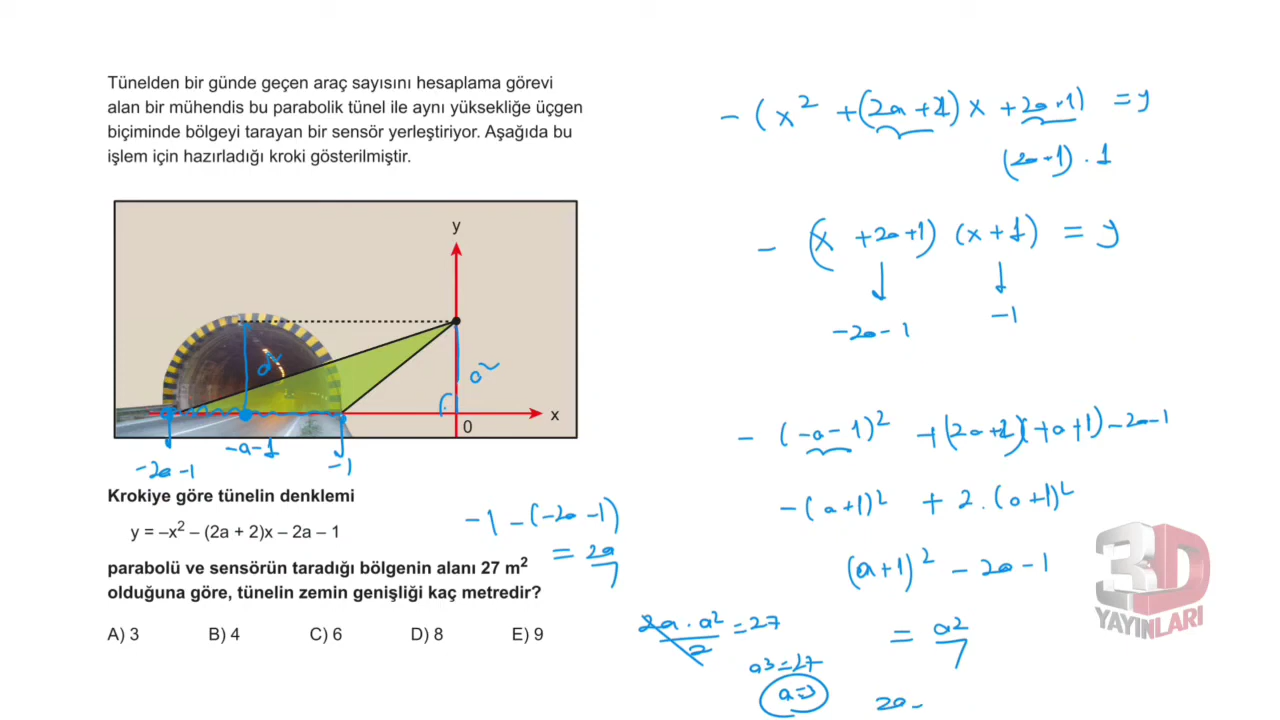 Tünelden bir günde geçen araç sayısını hesaplama görevi
alan bir mühendis bu parabolik tünel ile aynı yüksekliğe üçgen
biçiminde bölgeyi tarayan bir sensör yerleştiriyor. Aşağıda bu
işlem için hazırladığı kroki gösterilmiştir.
y
a²
a²
x
0
-2a-1
-a-1
-1
Krokiye göre tünelin denklemi
y = –x² – (2a + 2)x – 2a – 1
parabolü ve sensörün taradığı bölgenin alanı 27 m²
olduğuna göre, tünelin zemin genişliği kaç metredir?
A) 3 B) 4 C) 6 D) 8 E) 9
-1 - (-2a -1)
= 2a
2a . a² / 2 = 27
a³ = 27
a = 3
- (x² + (2a + 2)x + 2a+1) = y
(2a+1) . 1
- (x + 2a+1) (x + 1) = y
-2a-1
-1
- (-a-1)² + (2a+2)(+a+1) - 2a-1
-(a+1)² + 2.(a+1)²
(a+1)² - 2a - 1
= a²
2a =
3D
YAYINLARI